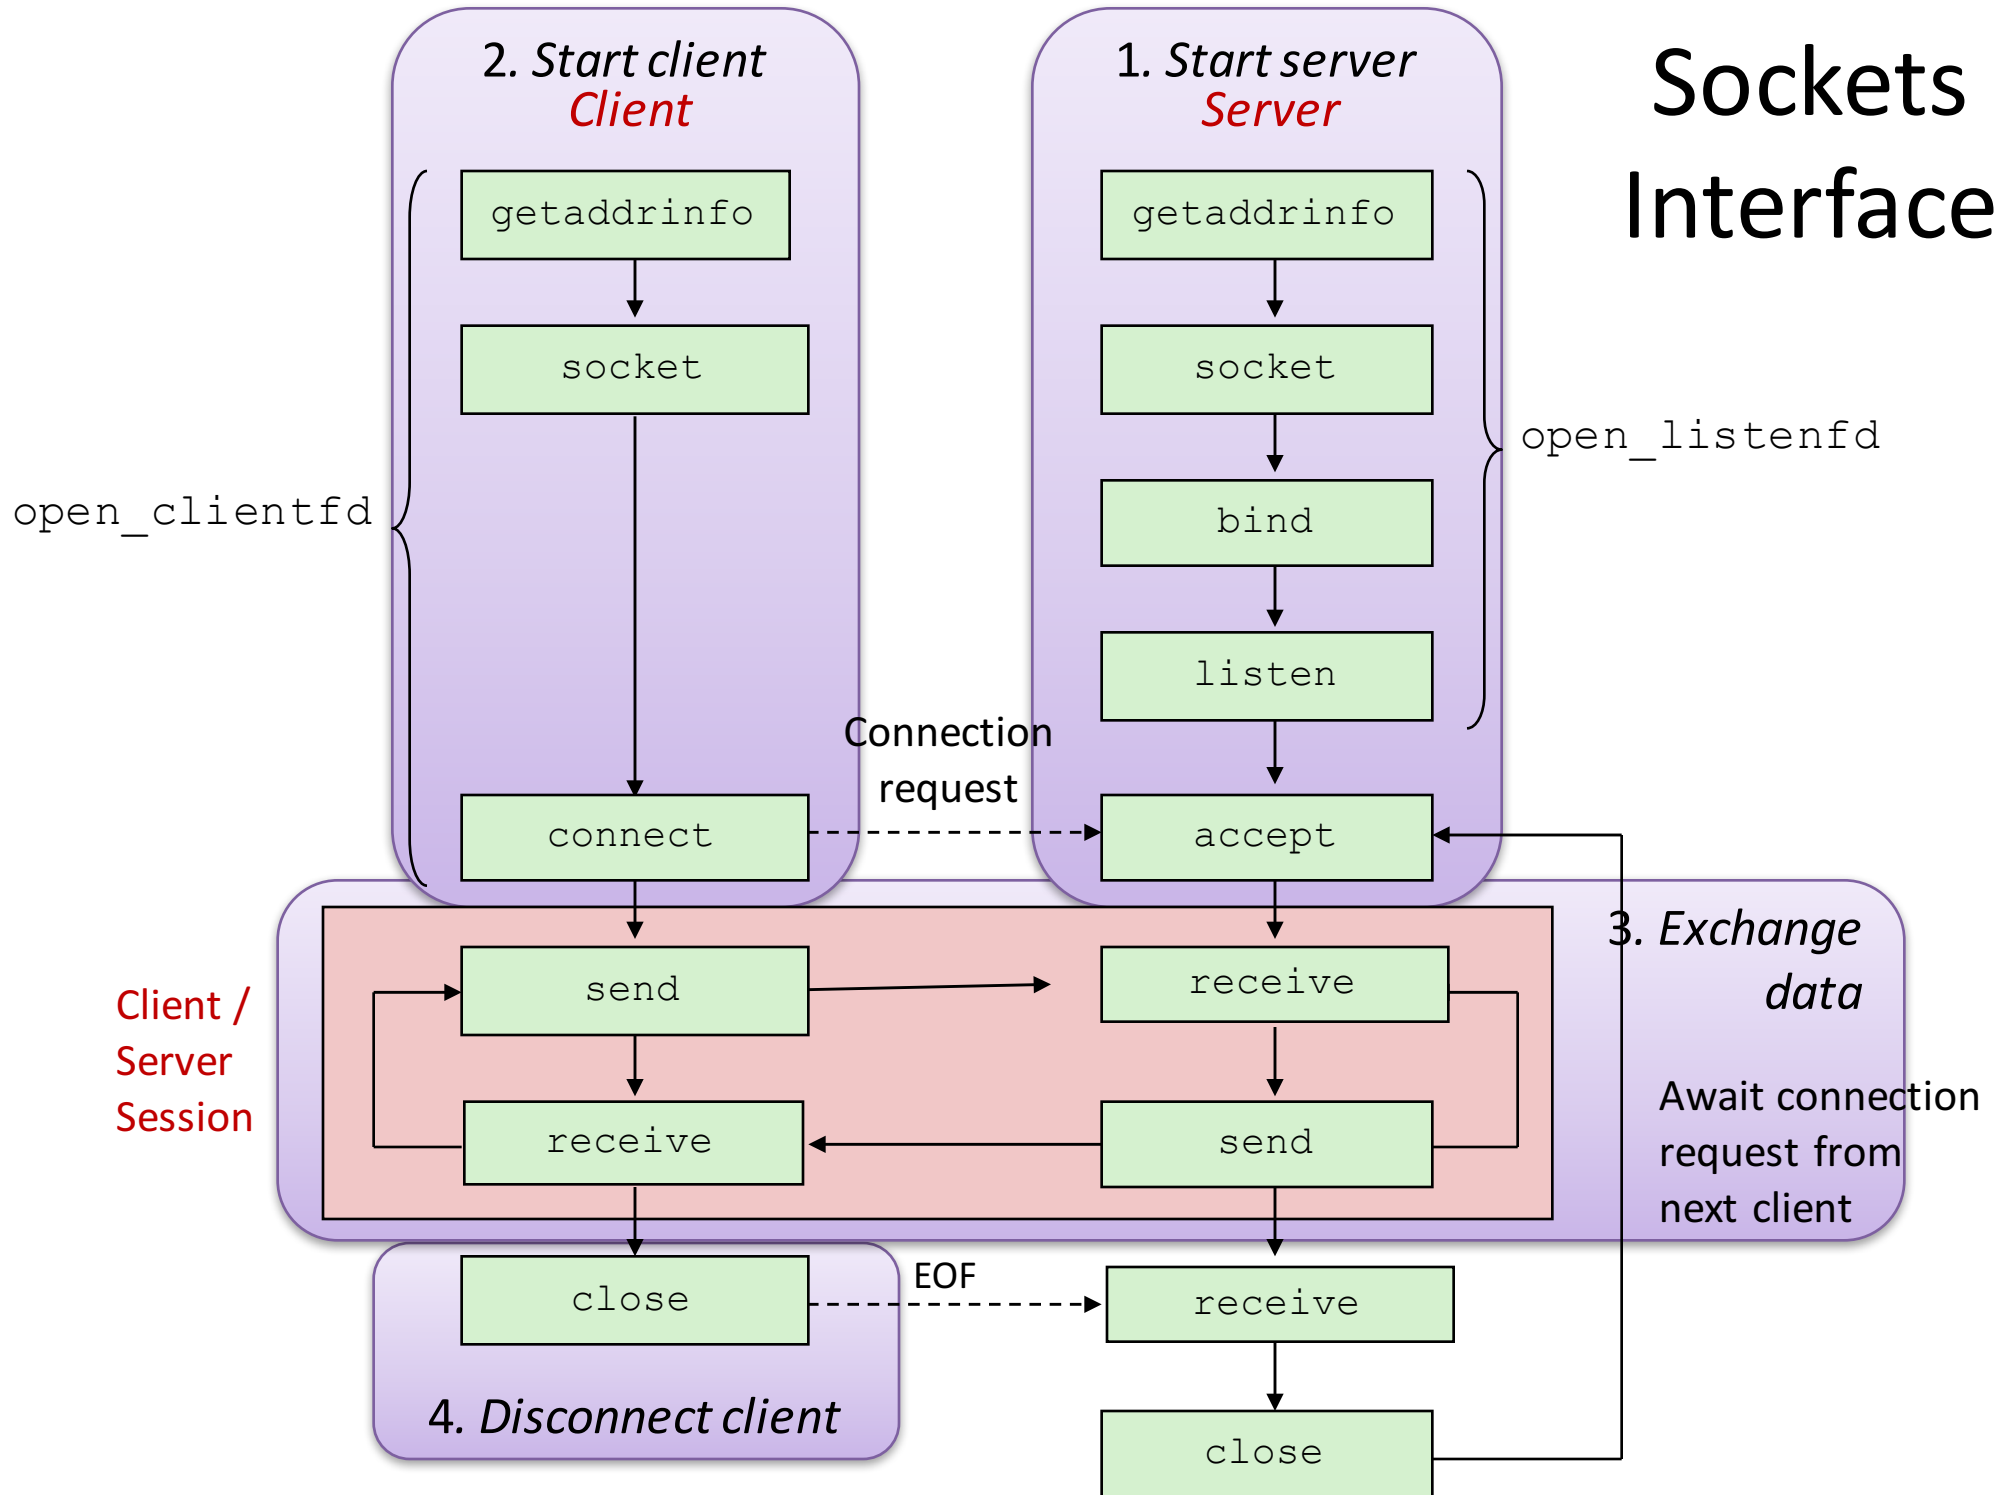 Sockets
Interface
2. Start client
Client
getaddrinfo
socket
open_clientfd
connect
1. Start server
Server
getaddrinfo
socket
open_listenfd
bind
listen
Connection
request
accept
3. Exchange
data
Client /
Server
Session
send
receive
receive
send
Await connection
request from
next client
close
EOF
receive
4. Disconnect client
close